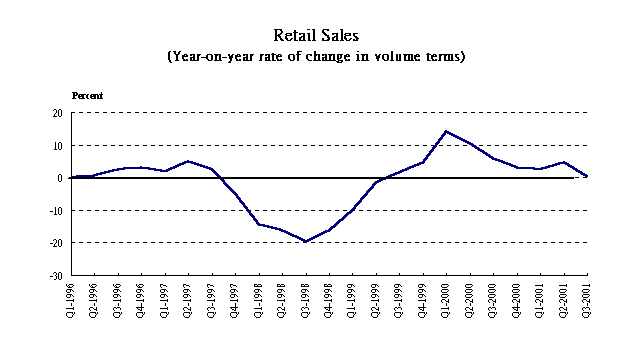 Retail Sales
(Year-on-year rate of change in volume terms)
Percent
20
10
0
-10
-20
-30
Q1-1996
Q2-1996
Q3-1996
Q4-1996
Q1-1997
Q2-1997
Q3-1997
Q4-1997
Q1-1998
Q2-1998
Q3-1998
Q4-1998
Q1-1999
Q2-1999
Q3-1999
Q4-1999
Q1-2000
Q2-2000
Q3-2000
Q4-2000
Q1-2001
Q2-2001
Q3-2001